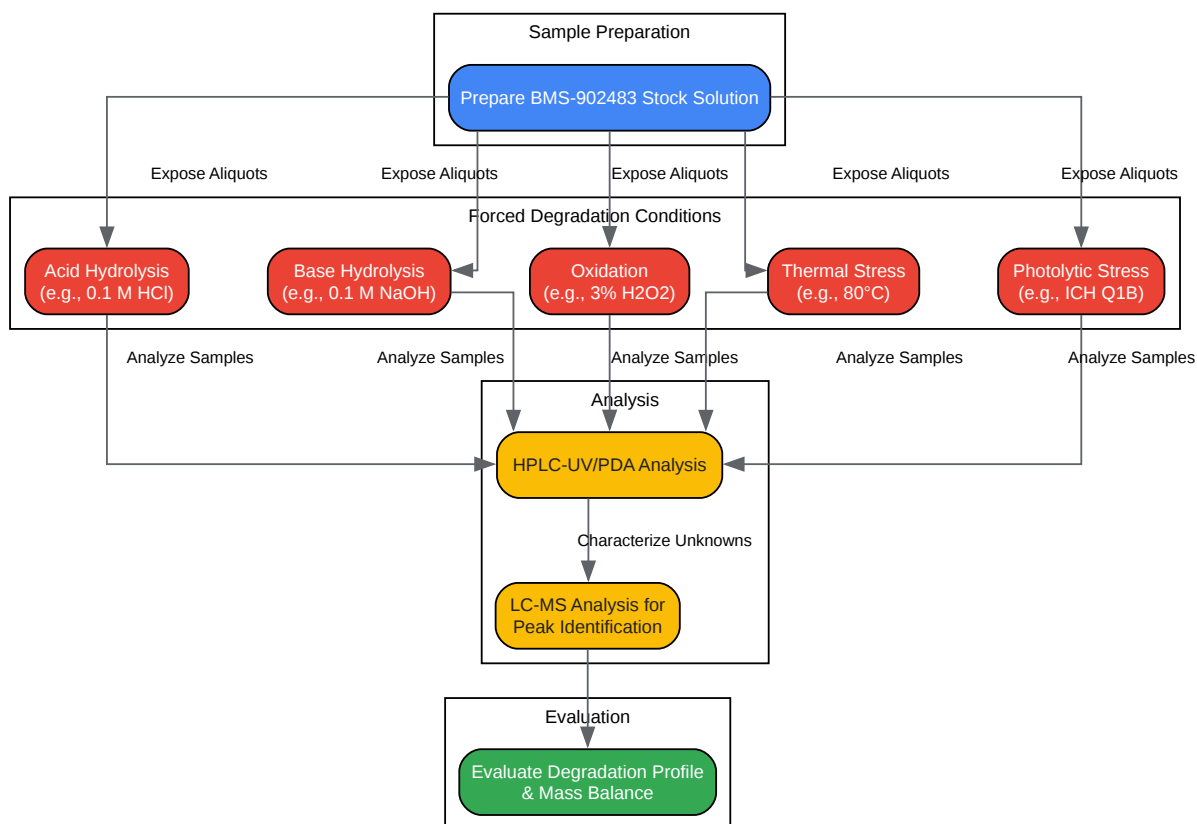 Sample Preparation
Prepare BMS-902483 Stock Solution
Expose Aliquots
Expose Aliquots
Expose Aliquots
Expose Aliquots
Expose Aliquots
Forced Degradation Conditions
Acid Hydrolysis
(e.g., 0.1 M HCl)
Base Hydrolysis
(e.g., 0.1 M NaOH)
Oxidation
(e.g., 3% H2O2)
Thermal Stress
(e.g., 80°C)
Photolytic Stress
(e.g., ICH Q1B)
Analyze Samples
Analyze Samples
Analyze Samples
Analyze Samples
Analyze Samples
Analysis
HPLC-UV/PDA Analysis
Characterize Unknowns
LC-MS Analysis for
Peak Identification
Evaluation
Evaluate Degradation Profile
& Mass Balance